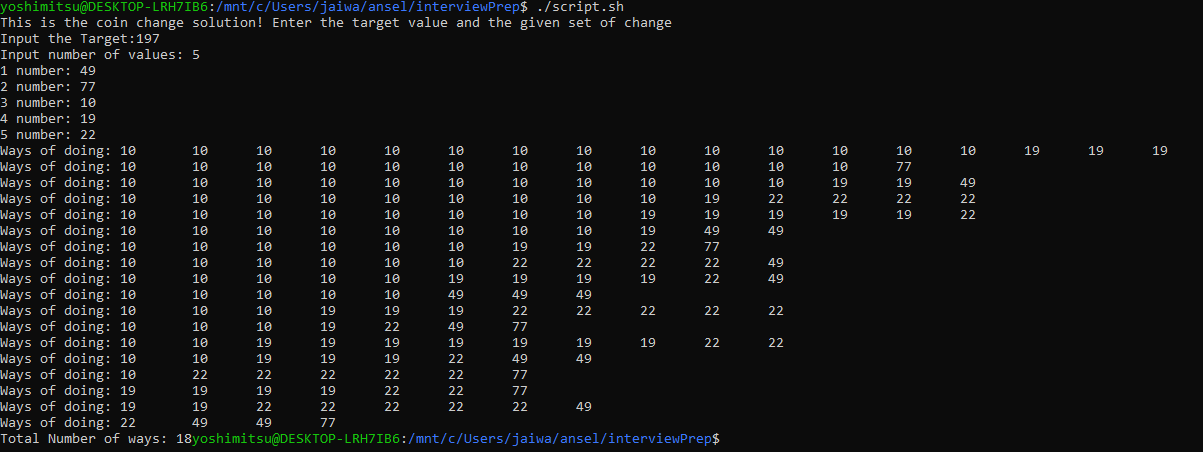 yoshimitsu@DESKTOP-LRH7IB6:/mnt/c/Users/jaiwa/ansel/interviewPrep$ ./script.sh
This is the coin change solution! Enter the target value and the given set of change
Input the Target:197
Input number of values: 5
1 number: 49
2 number: 77
3 number: 10
4 number: 19
5 number: 22
Ways of doing: 10 10 10 10 10 10 10 10 10 10 10 10 10 10 19 19 19
Ways of doing: 10 10 10 10 10 10 10 10 10 10 10 10 77
Ways of doing: 10 10 10 10 10 10 10 10 10 10 10 19 19 49
Ways of doing: 10 10 10 10 10 10 10 10 10 19 22 22 22 22
Ways of doing: 10 10 10 10 10 10 10 10 19 19 19 19 19 22
Ways of doing: 10 10 10 10 10 10 10 10 19 49 49
Ways of doing: 10 10 10 10 10 10 19 19 22 77
Ways of doing: 10 10 10 10 10 10 22 22 22 22 49
Ways of doing: 10 10 10 10 10 19 19 19 19 22 49
Ways of doing: 10 10 10 10 10 49 49 49
Ways of doing: 10 10 10 19 19 19 22 22 22 22 22
Ways of doing: 10 10 10 19 22 49 77
Ways of doing: 10 10 19 19 19 19 19 19 19 22 22
Ways of doing: 10 10 19 19 19 22 49 49
Ways of doing: 10 22 22 22 22 22 77
Ways of doing: 19 19 19 19 22 22 77
Ways of doing: 19 19 22 22 22 22 22 49
Ways of doing: 22 49 49 77
Total Number of ways: 18yoshimitsu@DESKTOP-LRH7IB6:/mnt/c/Users/jaiwa/ansel/interviewPrep$